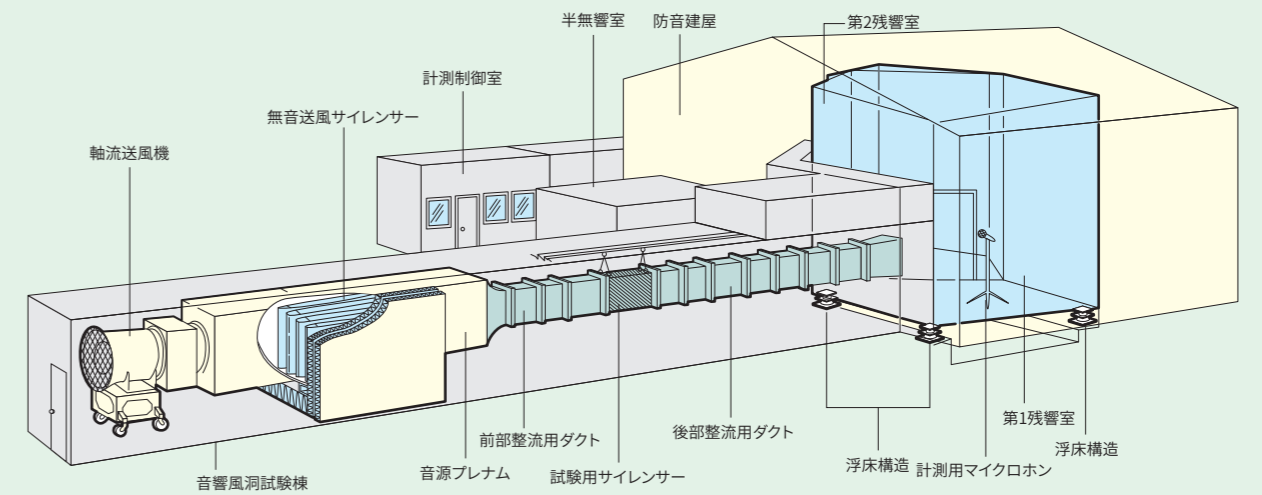 半無響室
防音建屋
第2残響室
計測制御室
無音送風サイレンサー
軸流送風機
第1残響室
後部整流用ダクト
前部整流用ダクト
浮床構造
浮床構造
計測用マイクロホン
音源プレナム
試験用サイレンサー
音響風洞試験棟